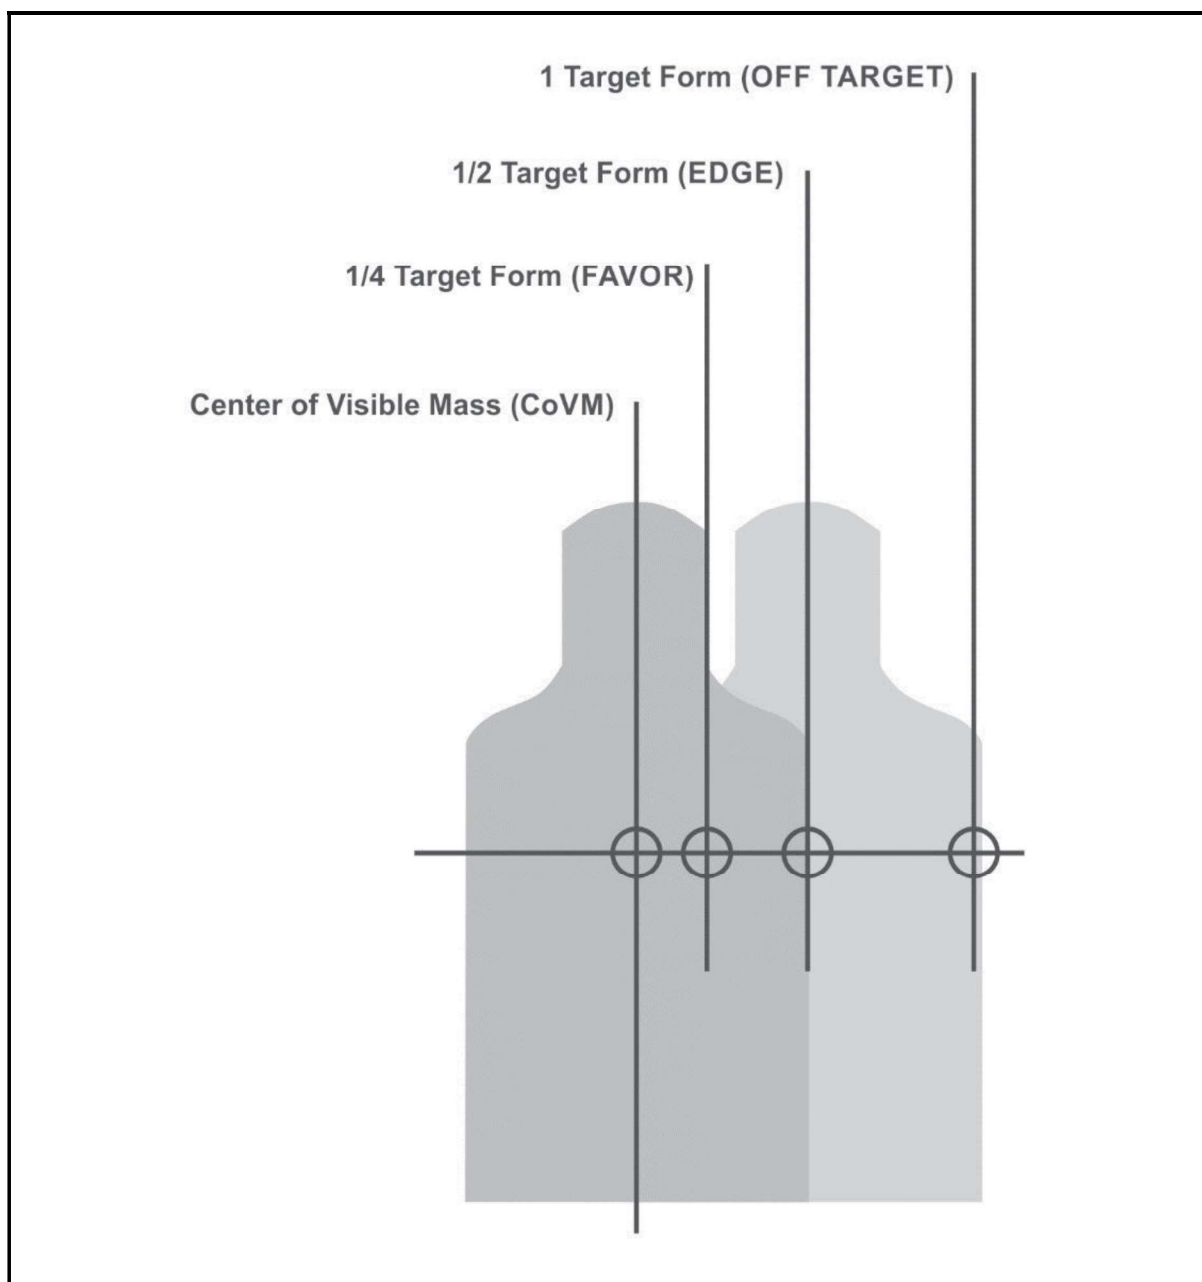 1 Target Form (OFF TARGET)
1/2 Target Form (EDGE)
1/4 Target Form (FAVOR)
Center of Visible Mass (CoVM)